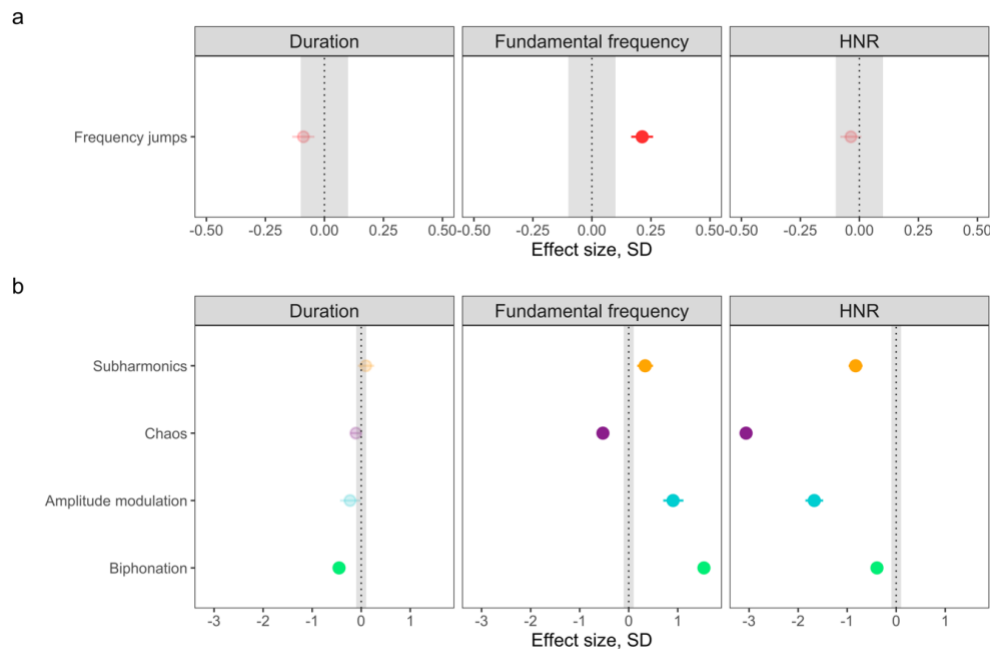 a
Duration Fundamental frequency HNR
Frequency jumps
-0.50 -0.25 0.00 0.25 0.50 -0.50 -0.25 0.00 0.25 0.50 -0.50 -0.25 0.00 0.25 0.50
Effect size, SD
b
Duration Fundamental frequency HNR
Subharmonics
Chaos
Amplitude modulation
Biphonation
-3 -2 -1 0 1 -3 -2 -1 0 1 -3 -2 -1 0 1
Effect size, SD